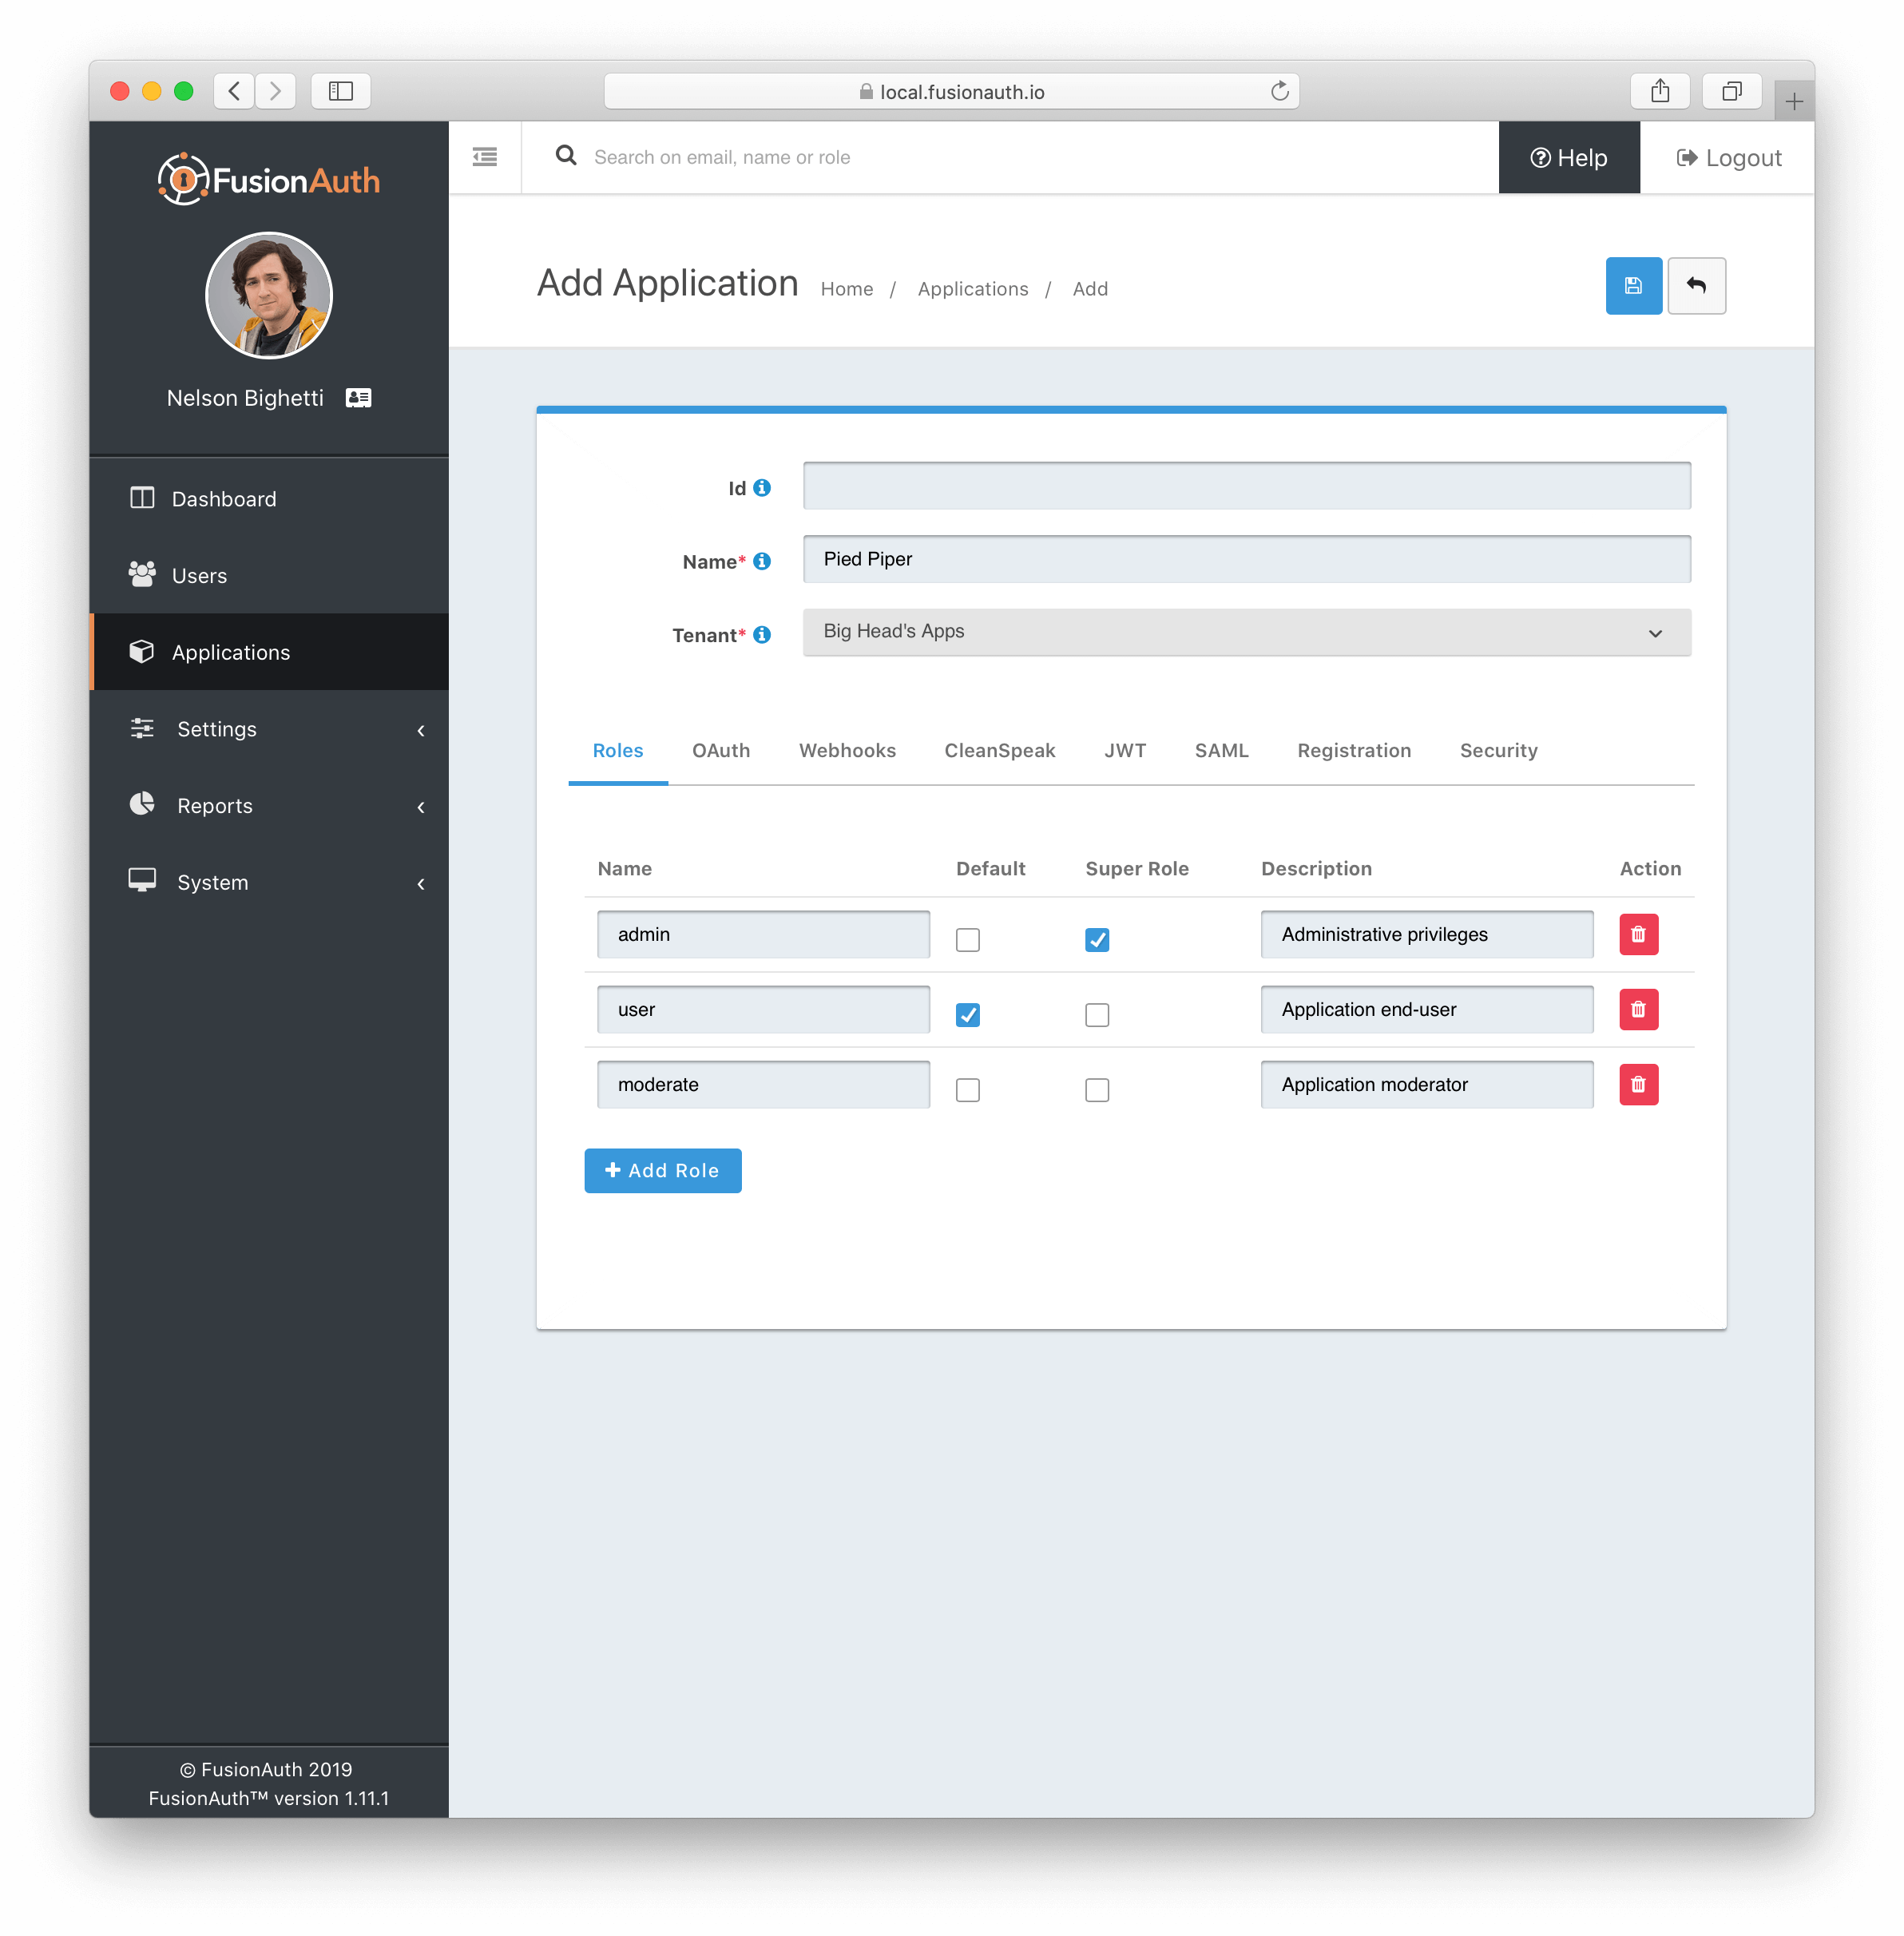 local.fusionauth.io
FusionAuth
Search on email, name or role
Help
Logout
Nelson Bighetti
Add Application
Home / Applications / Add
Dashboard
Users
Applications
Settings
Reports
System
Id
Name*
Pied Piper
Tenant*
Big Head's Apps
Roles OAuth Webhooks CleanSpeak JWT SAML Registration Security
Name Default Super Role Description Action
admin Administrative privileges
user Application end-user
moderate Application moderator
Add Role
© FusionAuth 2019
FusionAuth™ version 1.11.1